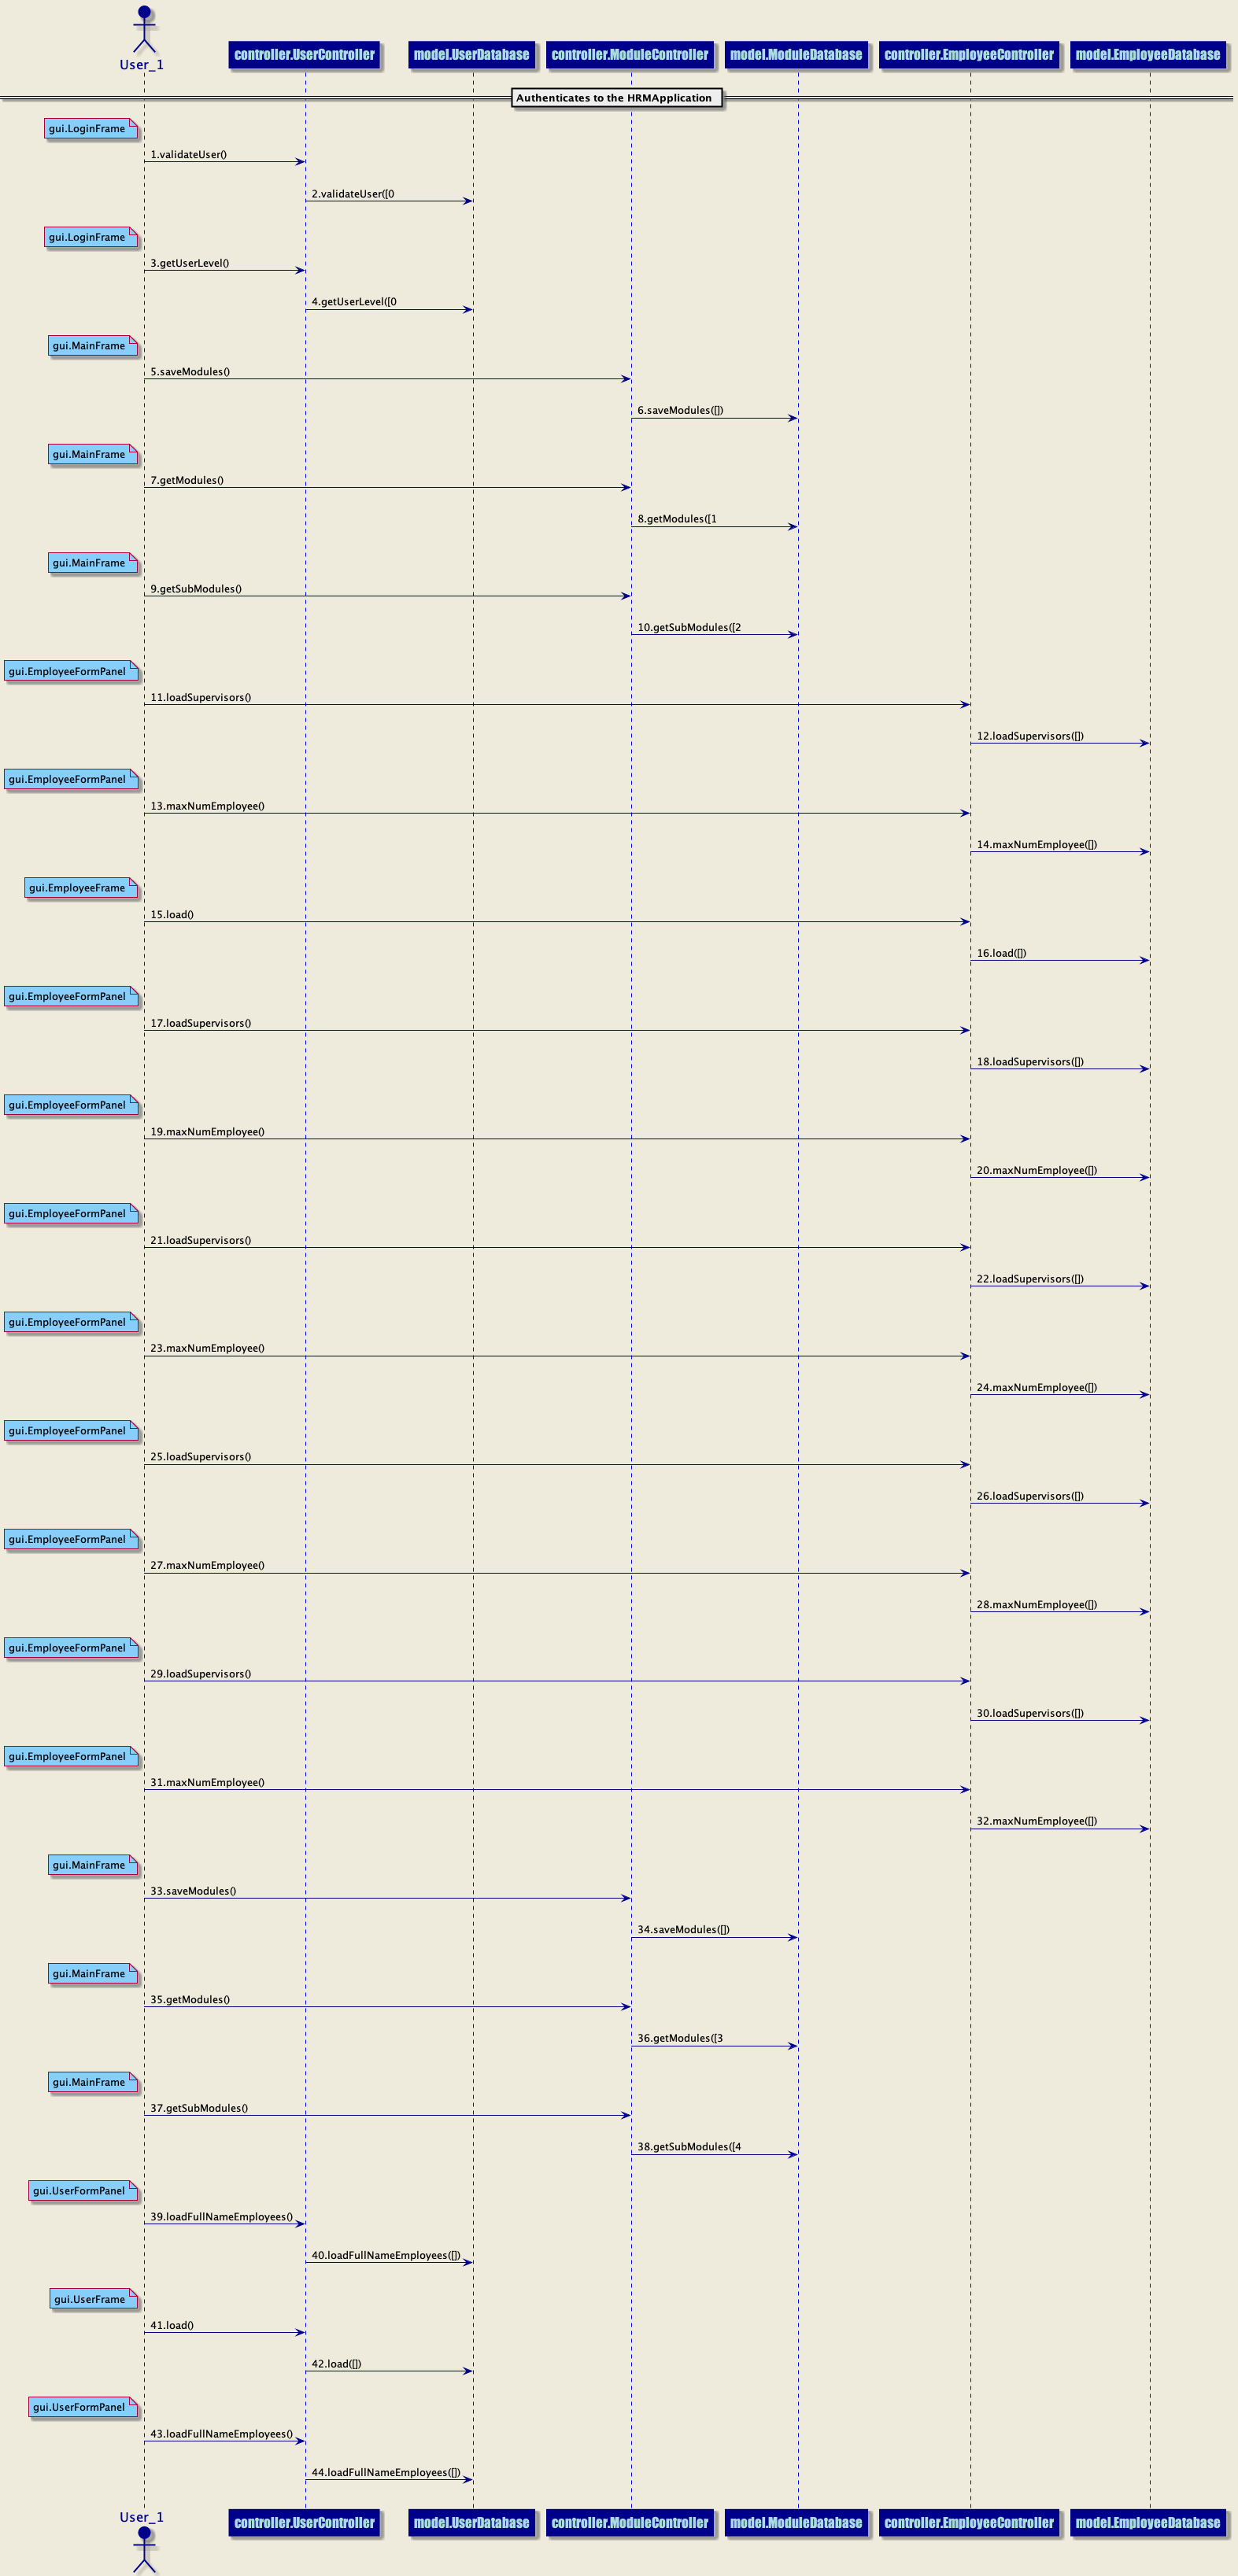 User_1
controller.UserController
model.UserDatabase
controller.ModuleController
model.ModuleDatabase
controller.EmployeeController
model.EmployeeDatabase
Authenticates to the HRMApplication
gui.LoginFrame
1.validateUser()
2.validateUser([0
gui.LoginFrame
3.getUserLevel()
4.getUserLevel([0
gui.MainFrame
5.saveModules()
6.saveModules([])
gui.MainFrame
7.getModules()
8.getModules([1
gui.MainFrame
9.getSubModules()
10.getSubModules([2
gui.EmployeeFormPanel
11.loadSupervisors()
12.loadSupervisors([])
gui.EmployeeFormPanel
13.maxNumEmployee()
14.maxNumEmployee([])
gui.EmployeeFrame
15.load()
16.load([])
gui.EmployeeFormPanel
17.loadSupervisors()
18.loadSupervisors([])
gui.EmployeeFormPanel
19.maxNumEmployee()
20.maxNumEmployee([])
gui.EmployeeFormPanel
21.loadSupervisors()
22.loadSupervisors([])
gui.EmployeeFormPanel
23.maxNumEmployee()
24.maxNumEmployee([])
gui.EmployeeFormPanel
25.loadSupervisors()
26.loadSupervisors([])
gui.EmployeeFormPanel
27.maxNumEmployee()
28.maxNumEmployee([])
gui.EmployeeFormPanel
29.loadSupervisors()
30.loadSupervisors([])
gui.EmployeeFormPanel
31.maxNumEmployee()
32.maxNumEmployee([])
gui.MainFrame
33.saveModules()
34.saveModules([])
gui.MainFrame
35.getModules()
36.getModules([3
gui.MainFrame
37.getSubModules()
38.getSubModules([4
gui.UserFormPanel
39.loadFullNameEmployees()
40.loadFullNameEmployees([])
gui.UserFrame
41.load()
42.load([])
gui.UserFormPanel
43.loadFullNameEmployees()
44.loadFullNameEmployees([])
User_1
controller.UserController
model.UserDatabase
controller.ModuleController
model.ModuleDatabase
controller.EmployeeController
model.EmployeeDatabase